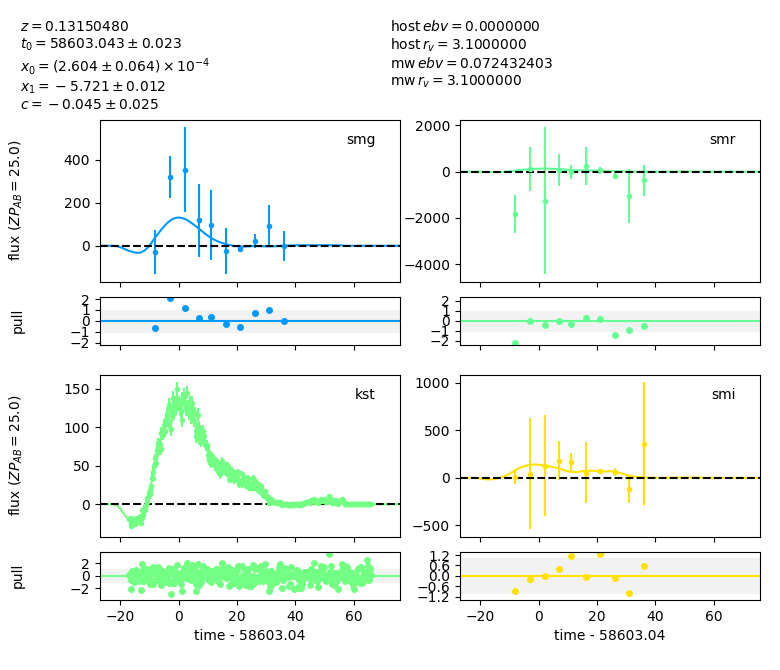 z = 0.13150480
t0 = 58603.043 ± 0.023
x0 = (2.604 ± 0.064) × 10^−4
x1 = −5.721 ± 0.012
c = −0.045 ± 0.025
host ebv = 0.0000000
host rv = 3.1000000
mw ebv = 0.072432403
mw rv = 3.1000000
flux (ZPAB = 25.0)
smg
400
200
0
smr
2000
0
−2000
−4000
pull
2
1
0
−1
−2
2
1
0
−1
−2
flux (ZPAB = 25.0)
kst
150
100
50
0
smi
1000
500
0
−500
pull
2
0
−2
1.2
0.6
0.0
−0.6
−1.2
−20 0 20 40 60
−20 0 20 40 60
time - 58603.04
time - 58603.04